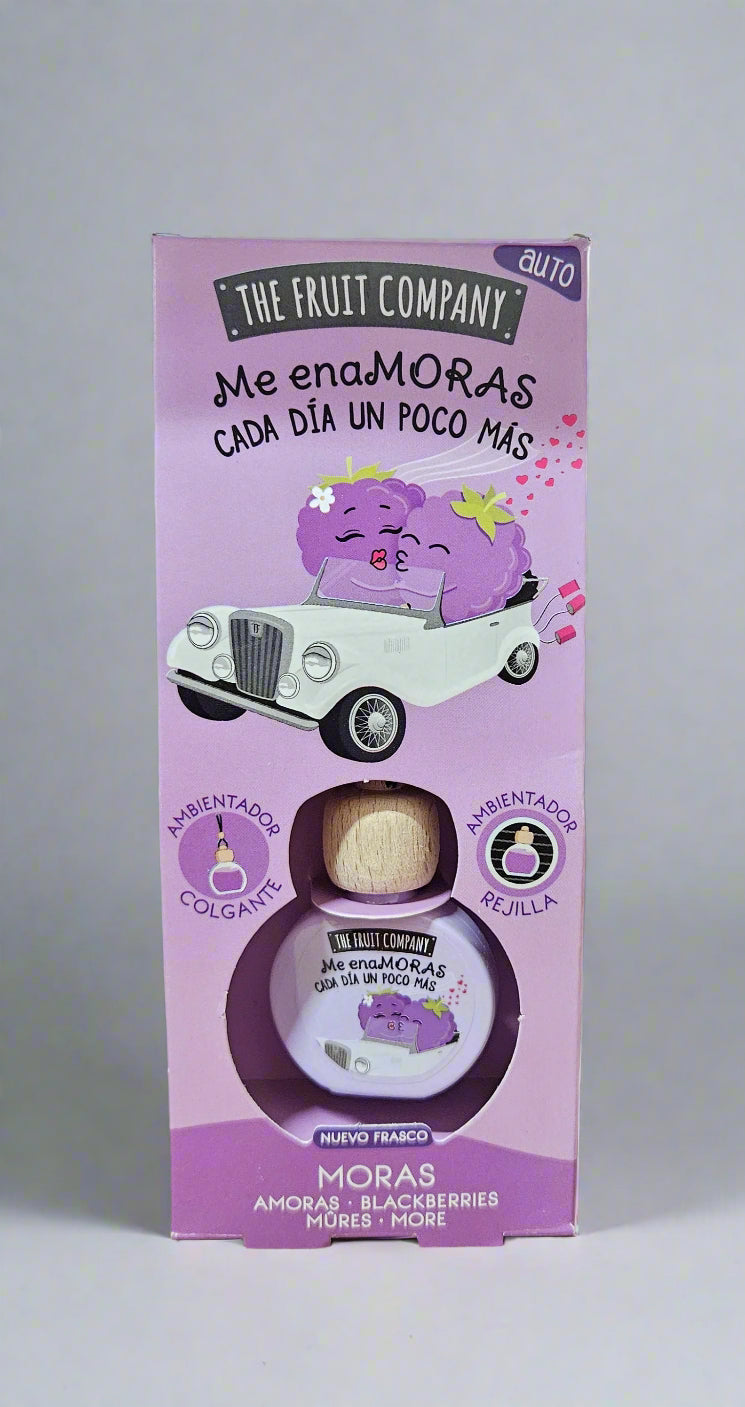 auto
THE FRUIT COMPANY
Me enaMORAS
CADA DÍA UN POCO MÁS
AMBIENTADOR
COLGANTE
AMBIENTADOR
REJILLA
THE FRUIT COMPANY
Me enaMORAS
CADA DÍA UN POCO MÁS
NUEVO FRASCO
MORAS
AMORAS · BLACKBERRIES
MÛRES · MORE